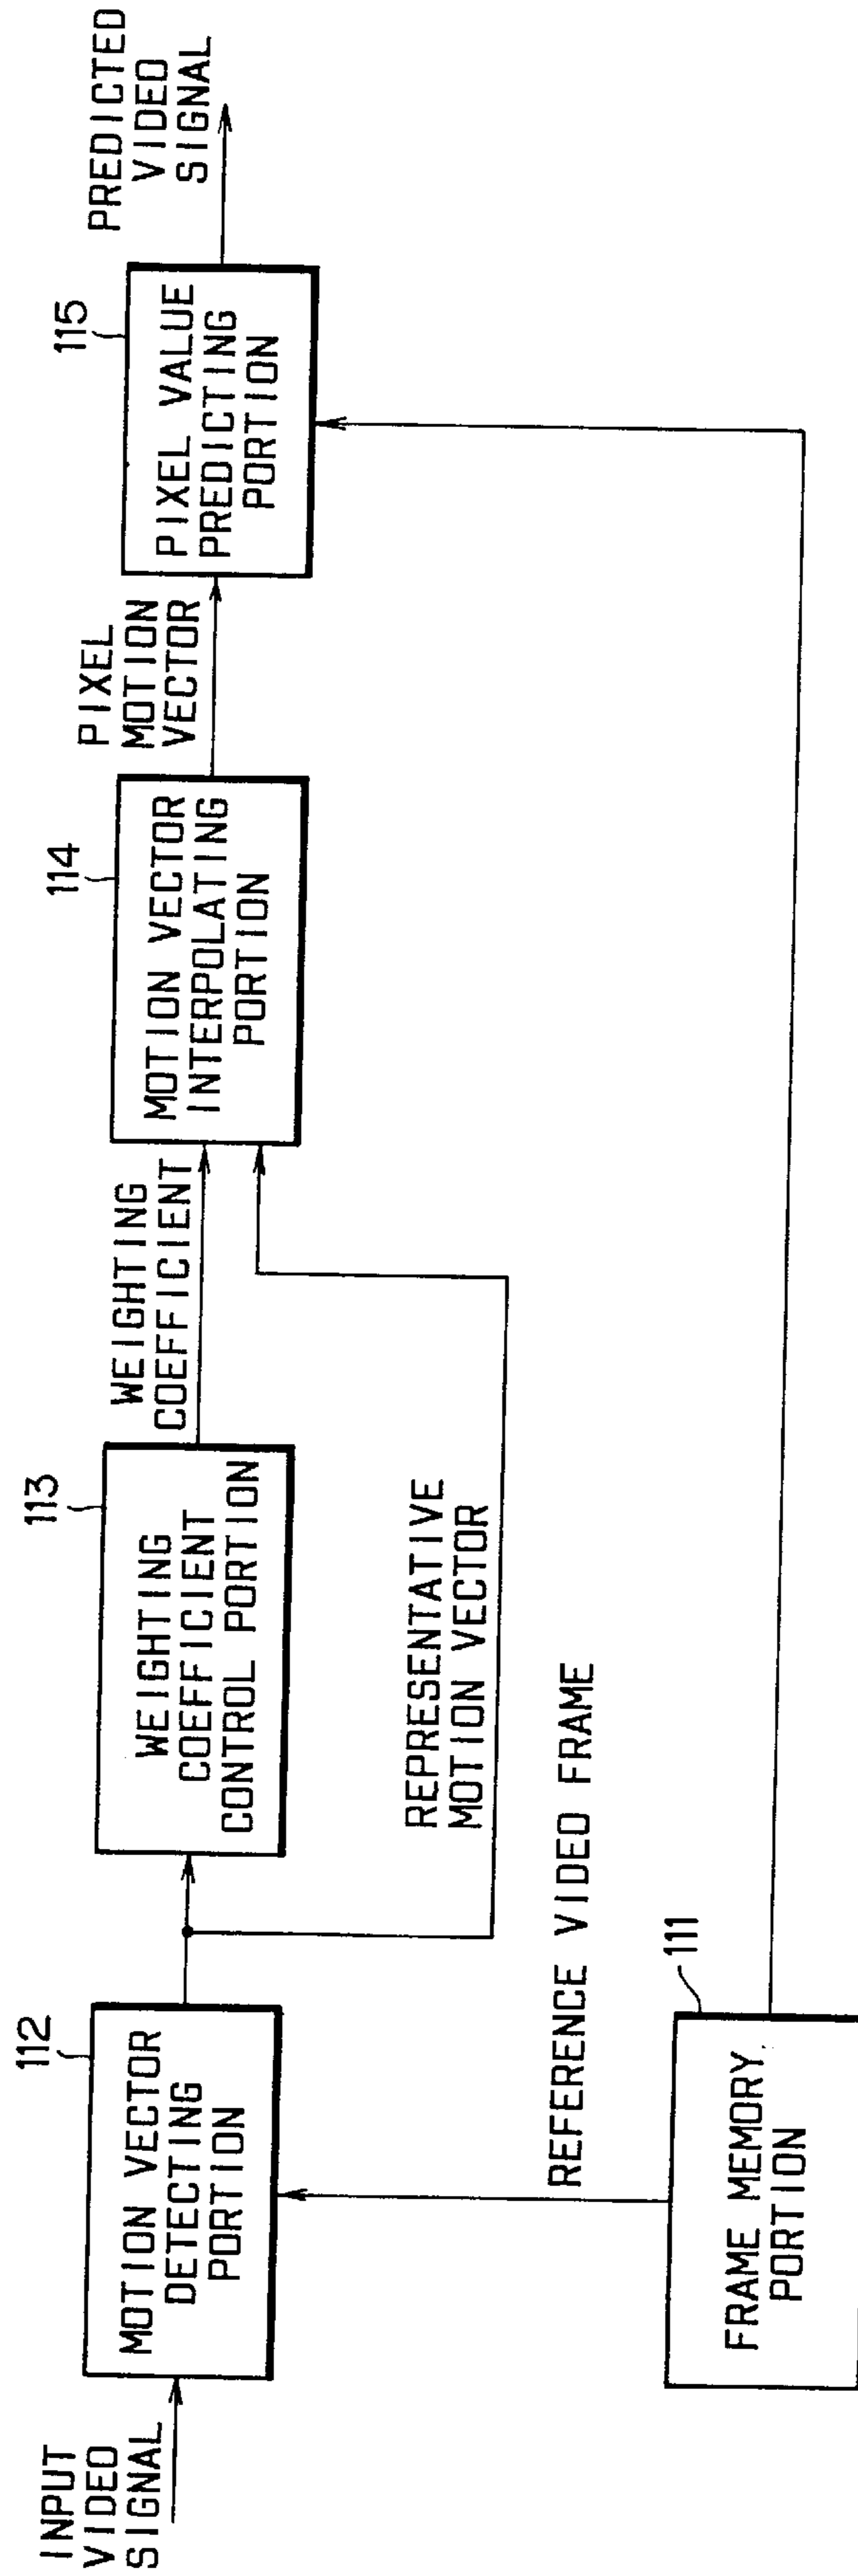 INPUT
VIDEO
SIGNAL
112
MOTION VECTOR
DETECTING
PORTION
113
WEIGHTING
COEFFICIENT
CONTROL PORTION
WEIGHTING
COEFFICIENT
114
MOTION VECTOR
INTERPOLATING
PORTION
PIXEL
MOTION
VECTOR
115
PIXEL VALUE
PREDICTING
PORTION
PREDICTED
VIDEO
SIGNAL
REPRESENTATIVE
MOTION VECTOR
REFERENCE VIDEO FRAME
111
FRAME MEMORY
PORTION